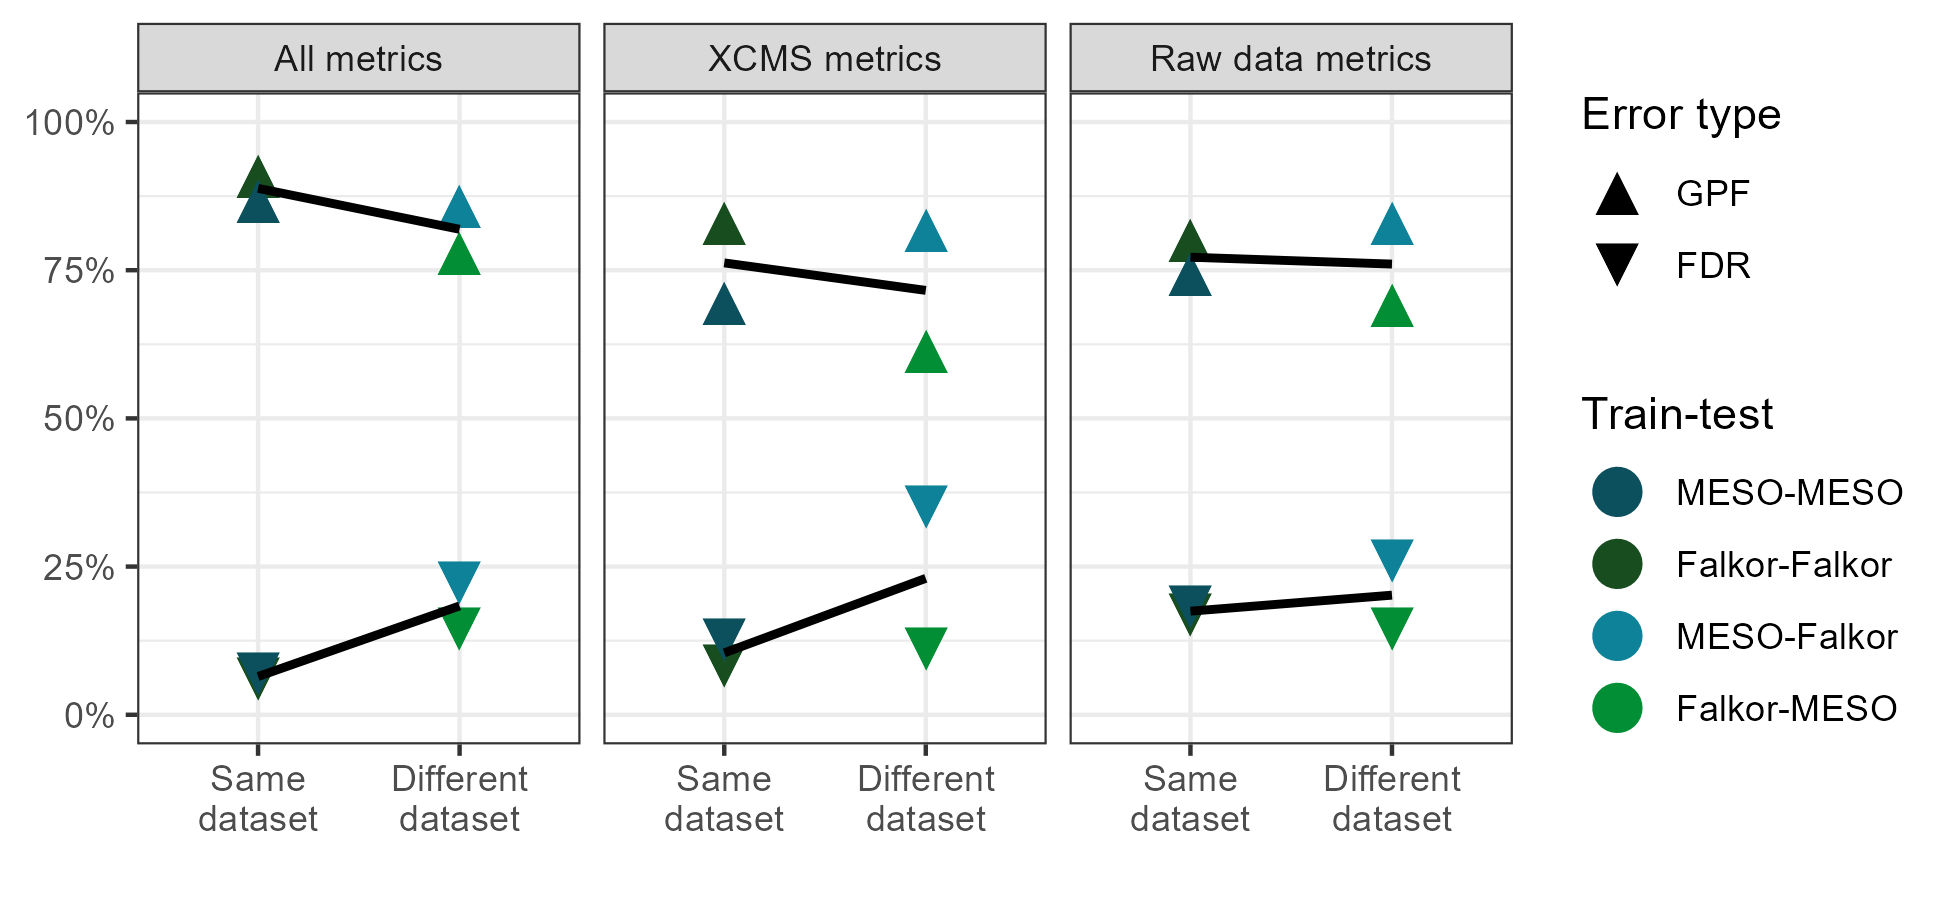 All metrics
XCMS metrics
Raw data metrics
100%
75%
50%
25%
0%
Same
dataset
Different
dataset
Same
dataset
Different
dataset
Same
dataset
Different
dataset
Error type
GPF
FDR
Train-test
MESO-MESO
Falkor-Falkor
MESO-Falkor
Falkor-MESO